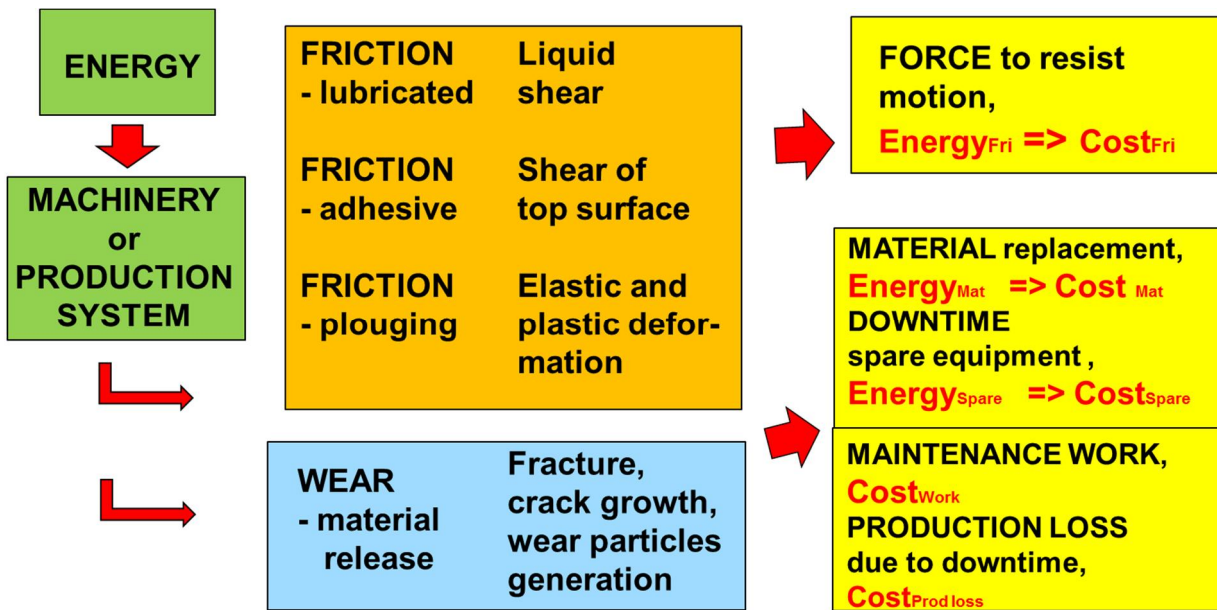 ENERGY
MACHINERY
or
PRODUCTION
SYSTEM
FRICTION
- lubricated
Liquid
shear
FRICTION
- adhesive
Shear of
top surface
FRICTION
- plouging
Elastic and
plastic defor-
mation
WEAR
- material
release
Fracture,
crack growth,
wear particles
generation
FORCE to resist
motion,
EnergyFri => CostFri
MATERIAL replacement,
EnergyMat => Cost Mat
DOWNTIME
spare equipment ,
EnergySpare => CostSpare
MAINTENANCE WORK,
CostWork
PRODUCTION LOSS
due to downtime,
CostProd loss